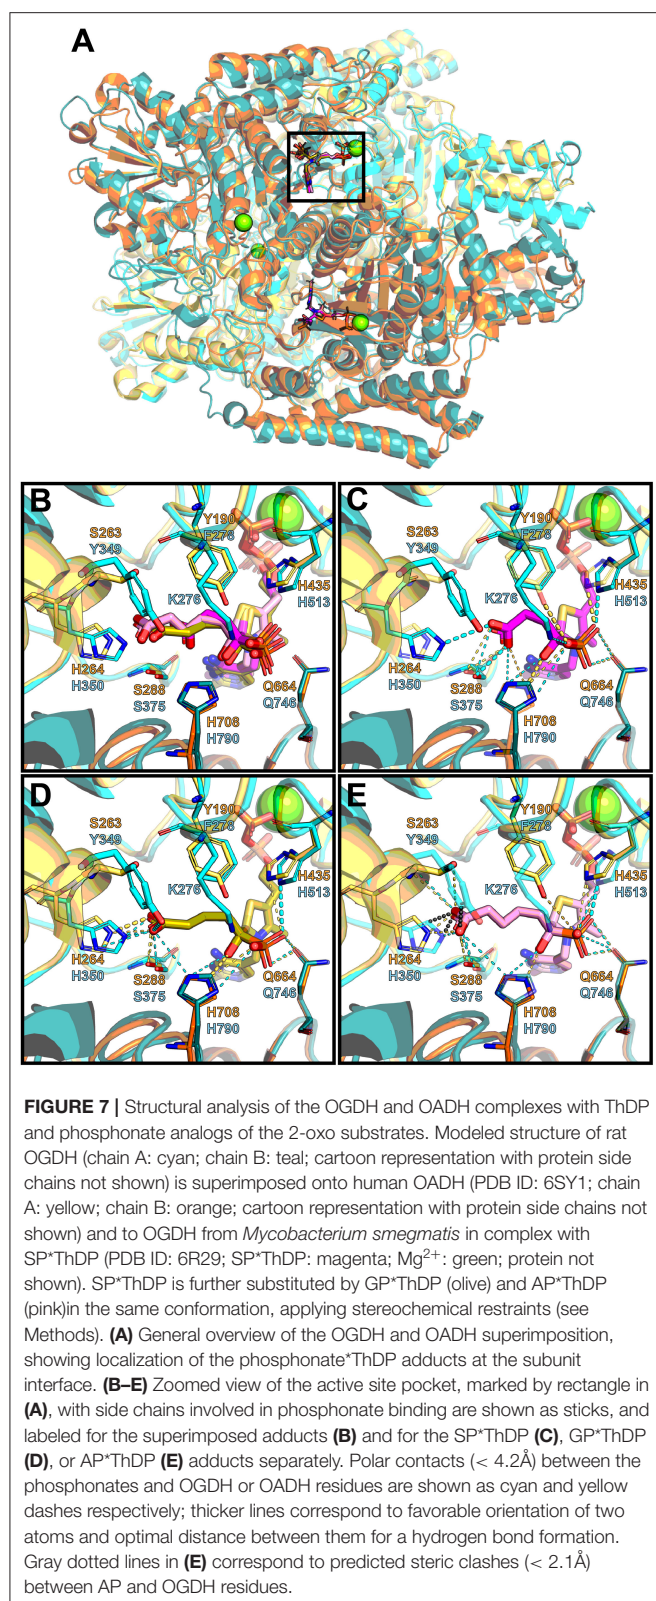 A
B
S263
Y349
Y190
F278
K276
H435
H513
H264
H350
S288
S375
Q664
Q746
H708
H790
C
S263
Y349
Y190
F278
K276
H435
H513
H264
H350
S288
S375
Q664
Q746
H708
H790
D
S263
Y349
Y190
F278
K276
H435
H513
H264
H350
S288
S375
Q664
Q746
H708
H790
E
S263
Y349
Y190
F278
K276
H435
H513
H264
H350
S288
S375
Q664
Q746
H708
H790
FIGURE 7 | Structural analysis of the OGDH and OADH complexes with ThDP
and phosphonate analogs of the 2-oxo substrates. Modeled structure of rat
OGDH (chain A: cyan; chain B: teal; cartoon representation with protein side
chains not shown) is superimposed onto human OADH (PDB ID: 6SY1; chain
A: yellow; chain B: orange; cartoon representation with protein side chains not
shown) and to OGDH from Mycobacterium smegmatis in complex with
SP*ThDP (PDB ID: 6R29; SP*ThDP: magenta; Mg2+: green; protein not
shown). SP*ThDP is further substituted by GP*ThDP (olive) and AP*ThDP
(pink)in the same conformation, applying stereochemical restraints (see
Methods). (A) General overview of the OGDH and OADH superimposition,
showing localization of the phosphonate*ThDP adducts at the subunit
interface. (B–E) Zoomed view of the active site pocket, marked by rectangle in
(A), with side chains involved in phosphonate binding are shown as sticks, and
labeled for the superimposed adducts (B) and for the SP*ThDP (C), GP*ThDP
(D), or AP*ThDP (E) adducts separately. Polar contacts (< 4.2Å) between the
phosphonates and OGDH or OADH residues are shown as cyan and yellow
dashes respectively; thicker lines correspond to favorable orientation of two
atoms and optimal distance between them for a hydrogen bond formation.
Gray dotted lines in (E) correspond to predicted steric clashes (< 2.1Å)
between AP and OGDH residues.